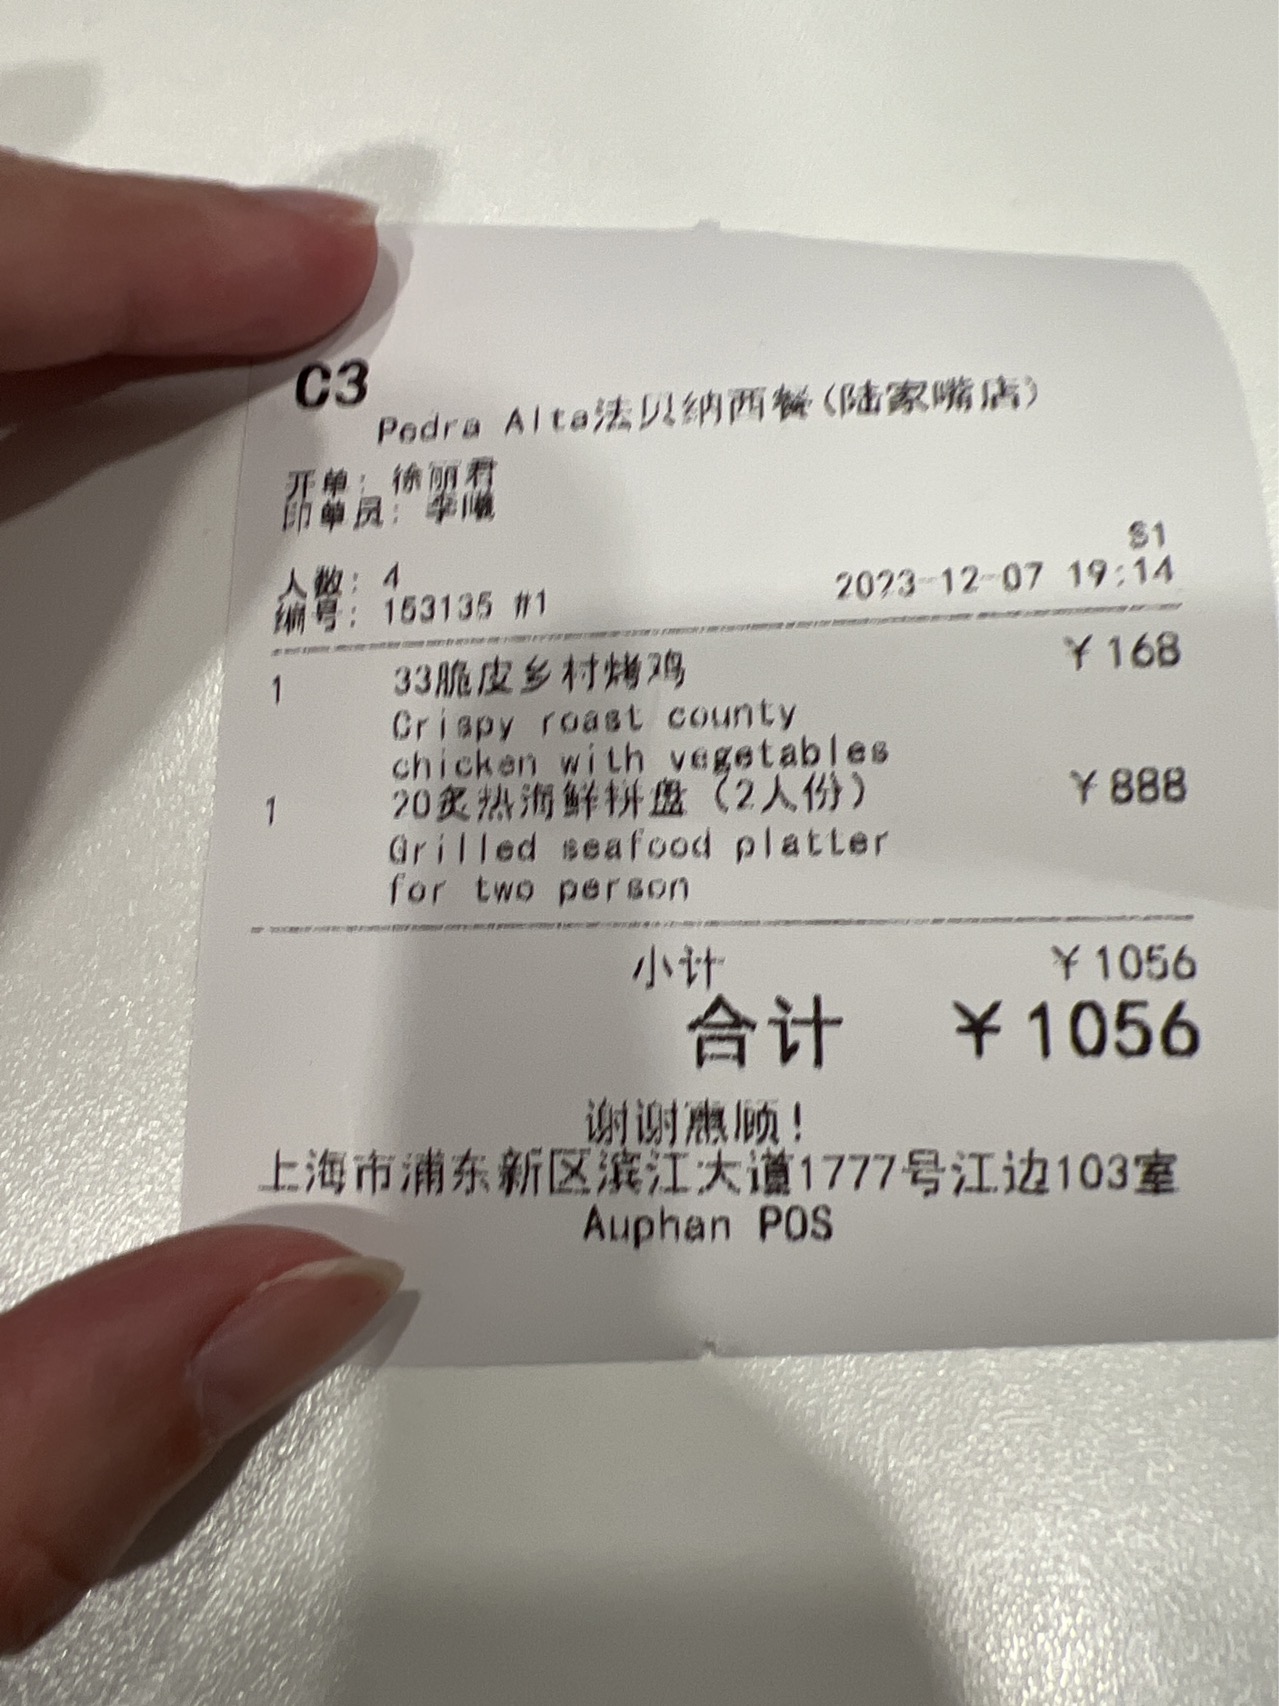 C3
Pedra Alta法贝纳西餐(陆家嘴店)
开单: 徐丽君
印单员: 李曦
S1
人数: 4
2023-12-07 19:14
编号: 153135 #1
1 33脆皮乡村烤鸡 ¥168
Crispy roast county
chicken with vegetables
1 20炙热海鲜拼盘 (2人份) ¥888
Grilled seafood platter
for two person
小计 ¥1056
合计 ¥1056
谢谢惠顾!
上海市浦东新区滨江大道1777号江边103室
Auphan POS